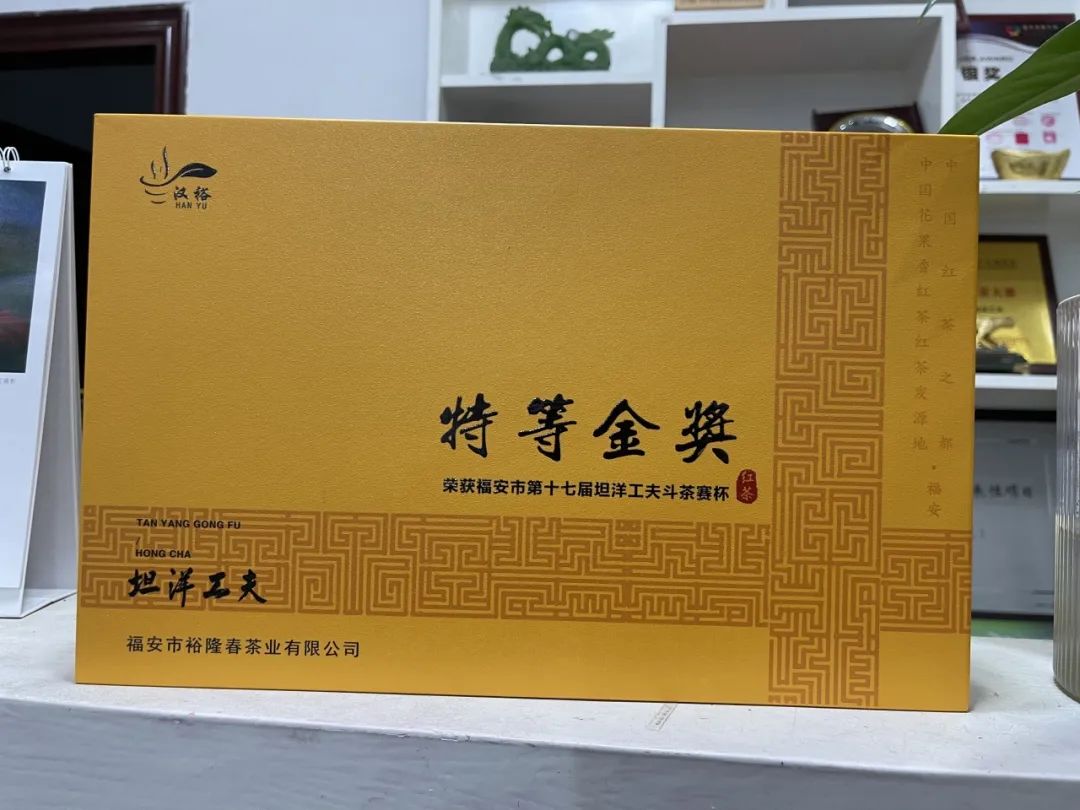 汉裕
HAN YU
特等金奖
荣获福安市第十七届坦洋工夫斗茶赛杯
红茶
TAN YANG GONG FU
/
HONG CHA
坦洋工夫
福安市裕隆春茶业有限公司
中国红茶之都·福安
中国花果香红茶红茶发源地
银奖